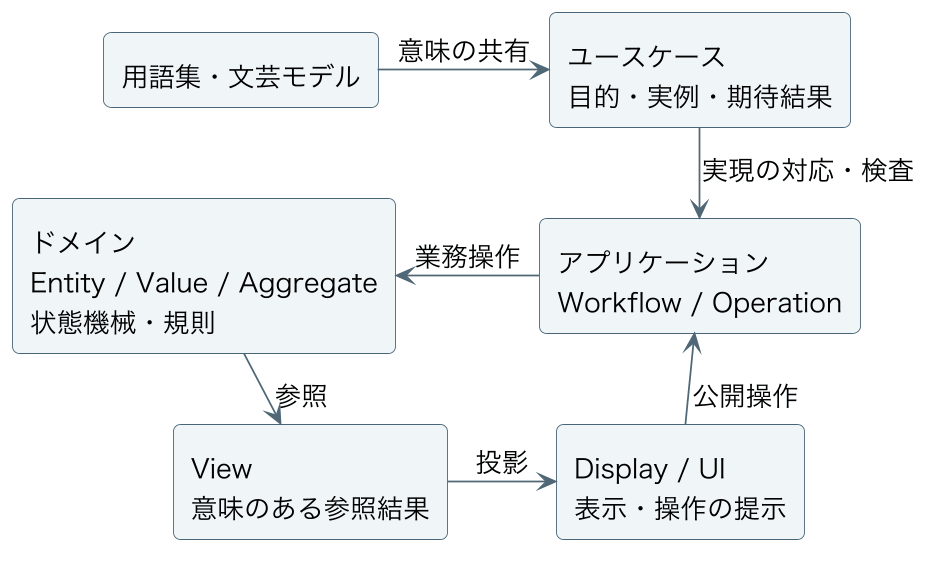 用語集・文芸モデル
意味の共有
ユースケース
目的・実例・期待結果
実現の対応・検査
ドメイン
Entity / Value / Aggregate
状態機械・規則
業務操作
アプリケーション
Workflow / Operation
参照
公開操作
View
意味のある参照結果
投影
Display / UI
表示・操作の提示